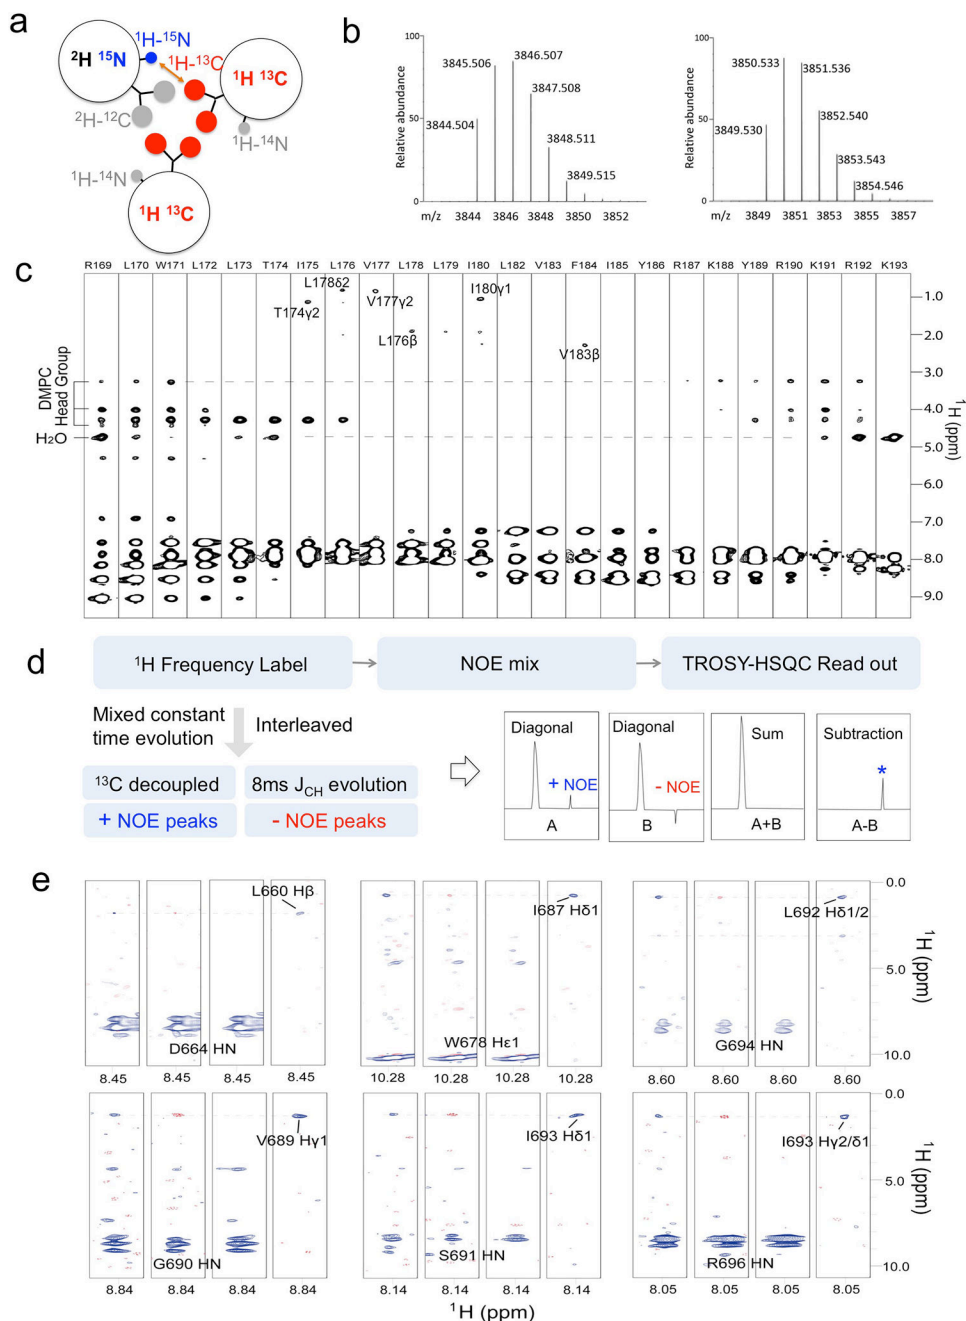 a
¹H-¹⁵N
²H ¹⁵N
¹H-¹³C
¹H ¹³C
²H-¹²C
¹H-¹⁴N
¹H-¹⁴N
¹H ¹³C
b
Relative abundance
100
50
0
3844.504
3845.506
3846.507
3847.508
3848.511
3849.515
m/z 3844 3846 3848 3850 3852
Relative abundance
100
50
0
3849.530
3850.533
3851.536
3852.540
3853.543
3854.546
m/z 3849 3851 3853 3855 3857
c
R169 L170 W171 L172 L173 T174 I175 L176 V177 L178 L179 I180 L182 V183 F184 I185 Y186 R187 K188 Y189 R190 K191 R192 K193
L178δ2
T174γ2
V177γ2
L176β
I180γ1
V183β
DMPC
Head Group
H₂O
1.0
2.0
3.0
4.0
5.0
6.0
7.0
8.0
9.0
¹H (ppm)
d
¹H Frequency Label
NOE mix
TROSY-HSQC Read out
Mixed constant
time evolution
Interleaved
¹³C decoupled
8ms J_CH evolution
+ NOE peaks
- NOE peaks
Diagonal
+ NOE
A
Diagonal
- NOE
B
Sum
A+B
Subtraction
*
A-B
e
L660 Hβ
D664 HN
8.45 8.45 8.45 8.45
I687 Hδ1
W678 Hε1
10.28 10.28 10.28 10.28
L692 Hδ1/2
G694 HN
8.60 8.60 8.60 8.60
0.0
5.0
10.0
¹H (ppm)
V689 Hγ1
G690 HN
8.84 8.84 8.84 8.84
I693 Hδ1
S691 HN
8.14 8.14 8.14 8.14
I693 Hγ2/δ1
R696 HN
8.05 8.05 8.05 8.05
0.0
5.0
10.0
¹H (ppm)
¹H (ppm)